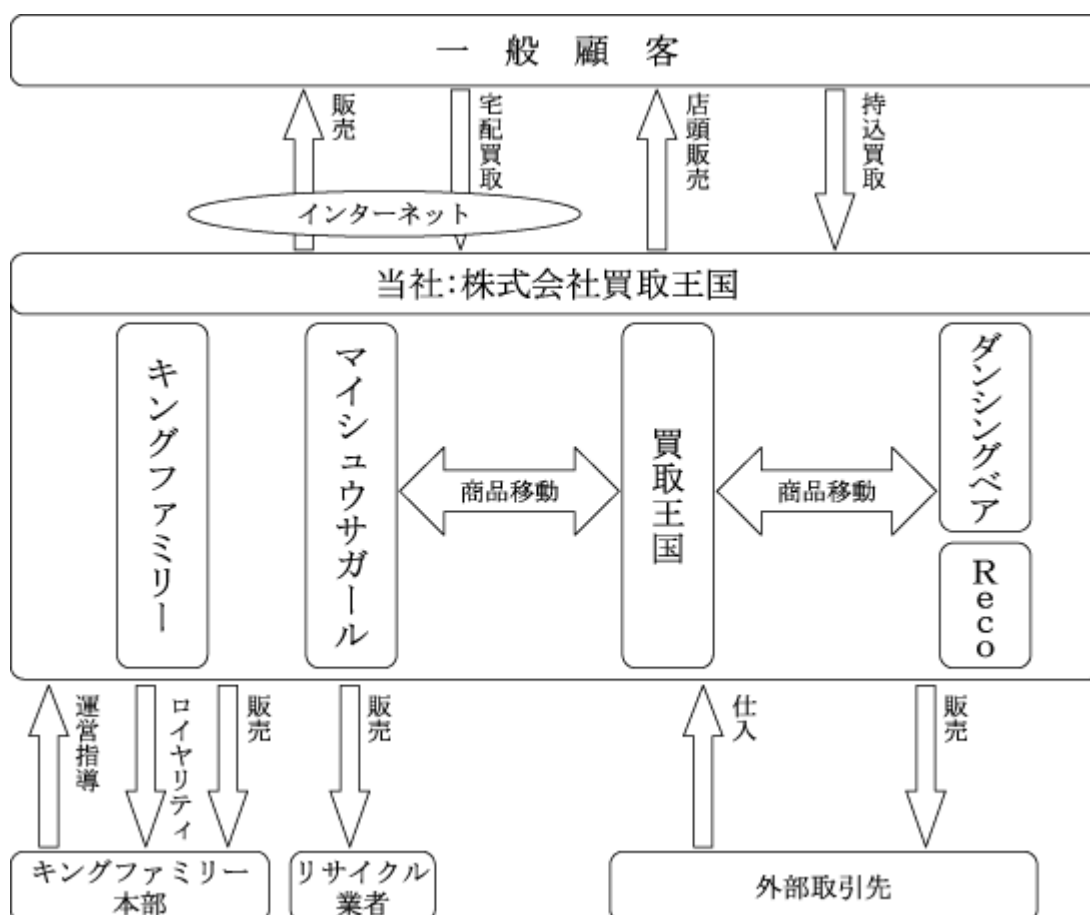 一般顧客
販売
宅配買取
店頭販売
持込買取
インターネット
当社:株式会社買取王国
キングファミリー
マイシュウサガール
商品移動
買取王国
商品移動
ダンシングベア
Reco
運営指導
ロイヤリティ
販売
販売
仕入
販売
キングファミリー
本部
リサイクル
業者
外部取引先